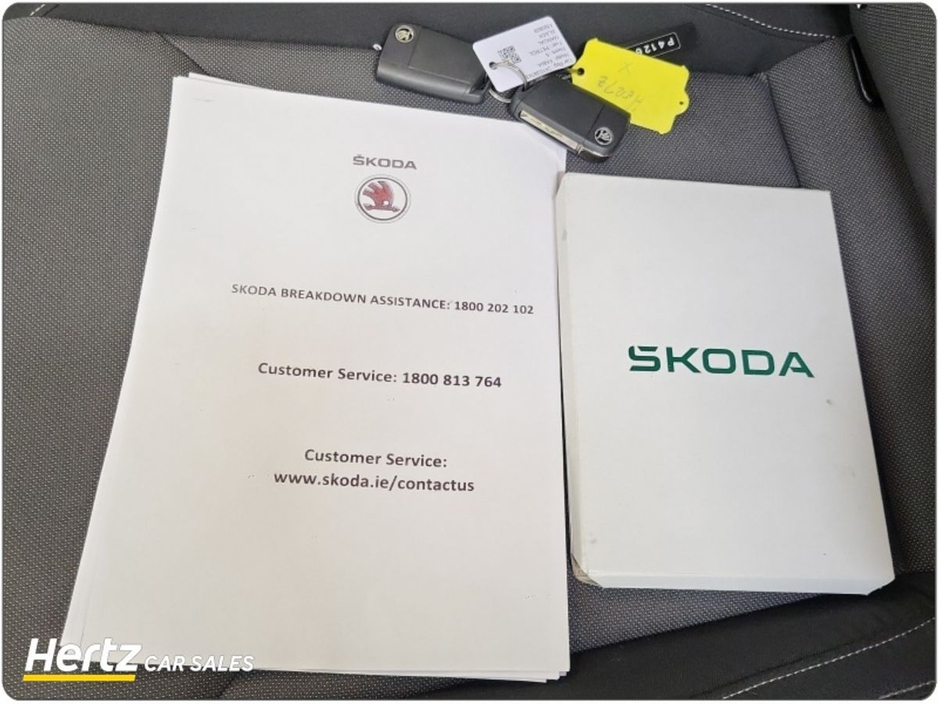 P4126
ŠKODA
SKODA BREAKDOWN ASSISTANCE: 1800 202 102
Customer Service: 1800 813 764
Customer Service:
www.skoda.ie/contactus
ŠKODA
Hertz CAR SALES